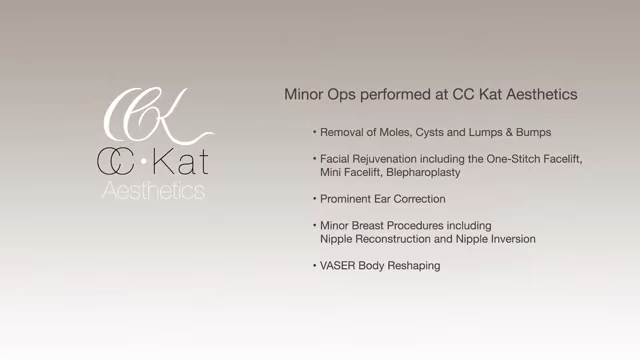 CCK
CC·Kat
Aesthetics
Minor Ops performed at CC Kat Aesthetics
• Removal of Moles, Cysts and Lumps & Bumps
• Facial Rejuvenation including the One-Stitch Facelift,
Mini Facelift, Blepharoplasty
• Prominent Ear Correction
• Minor Breast Procedures including
Nipple Reconstruction and Nipple Inversion
• VASER Body Reshaping